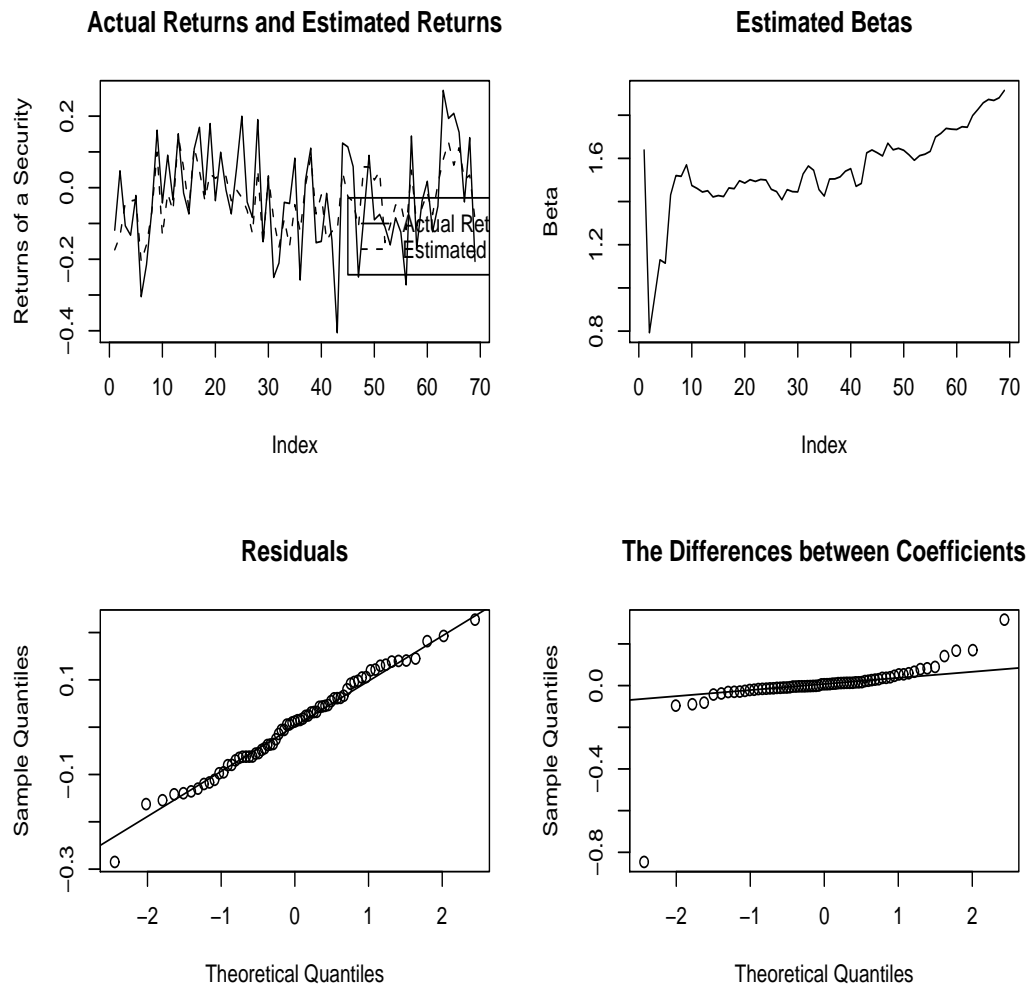 Actual Returns and Estimated Returns
Returns of a Security
0.2
0.0
−0.2
−0.4
0 10 20 30 40 50 60 70
Index
Actual Ret
Estimated
Estimated Betas
Beta
1.6
1.2
0.8
0 10 20 30 40 50 60 70
Index
Residuals
Sample Quantiles
0.1
−0.1
−0.3
−2 −1 0 1 2
Theoretical Quantiles
The Differences between Coefficients
Sample Quantiles
0.0
−0.4
−0.8
−2 −1 0 1 2
Theoretical Quantiles